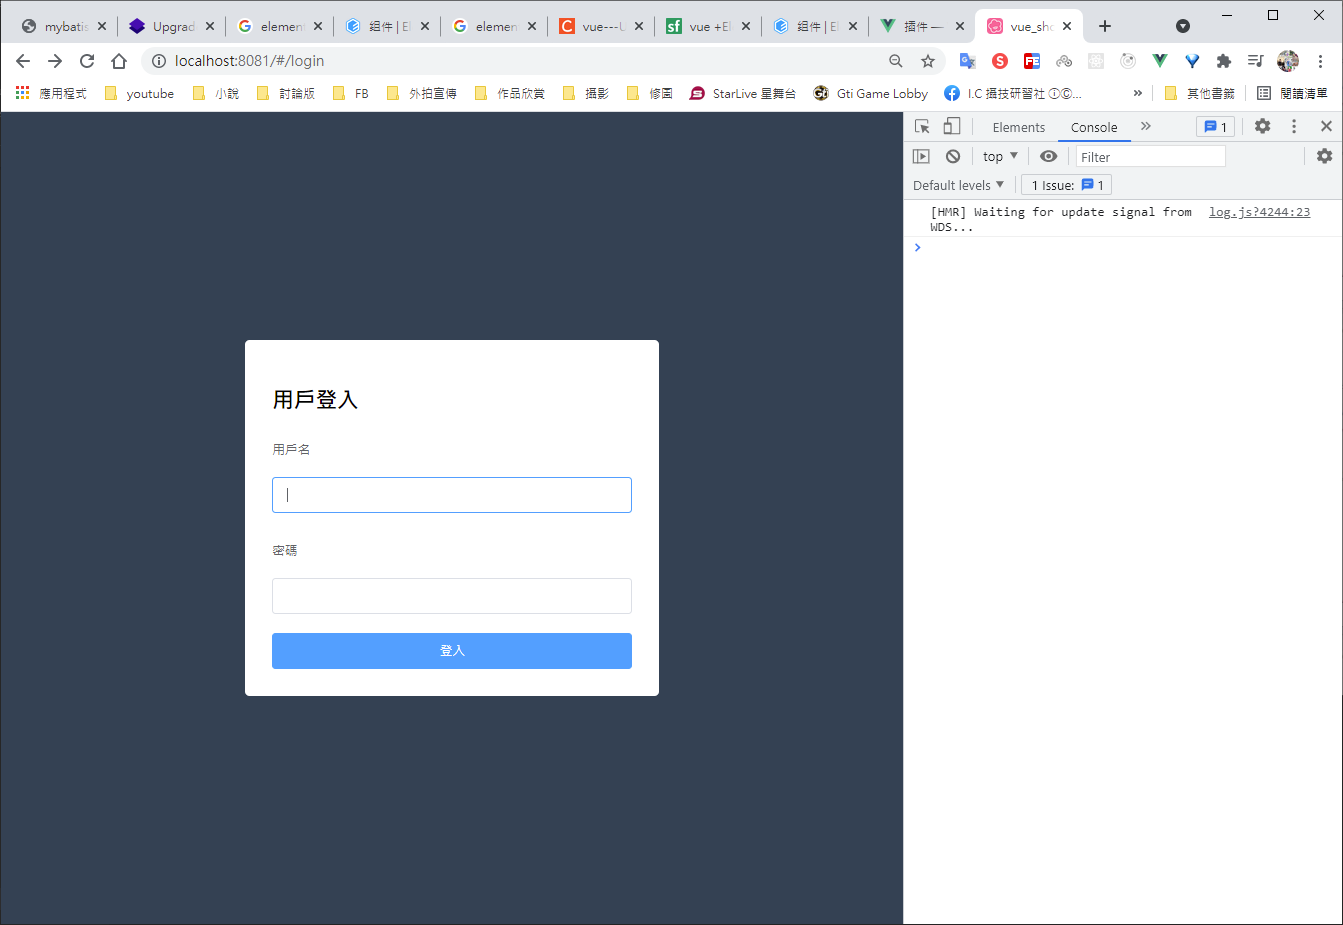 mybatis
Upgrad
element
組件 | El
element
vue---U
vue +Ele
組件 | El
插件 —
vue_sho
localhost:8081/#/login
應用程式
youtube
小說
討論版
FB
外拍宣傳
作品欣賞
攝影
修圖
StarLive 星舞台
Gti Game Lobby
I.C 攝技研習社 ⓘⒸ...
»
其他書籤
閱讀清單
Elements
Console
1
top
Filter
Default levels
1 Issue: 1
[HMR] Waiting for update signal from WDS...
log.js?4244:23
用戶登入
用戶名
密碼
登入